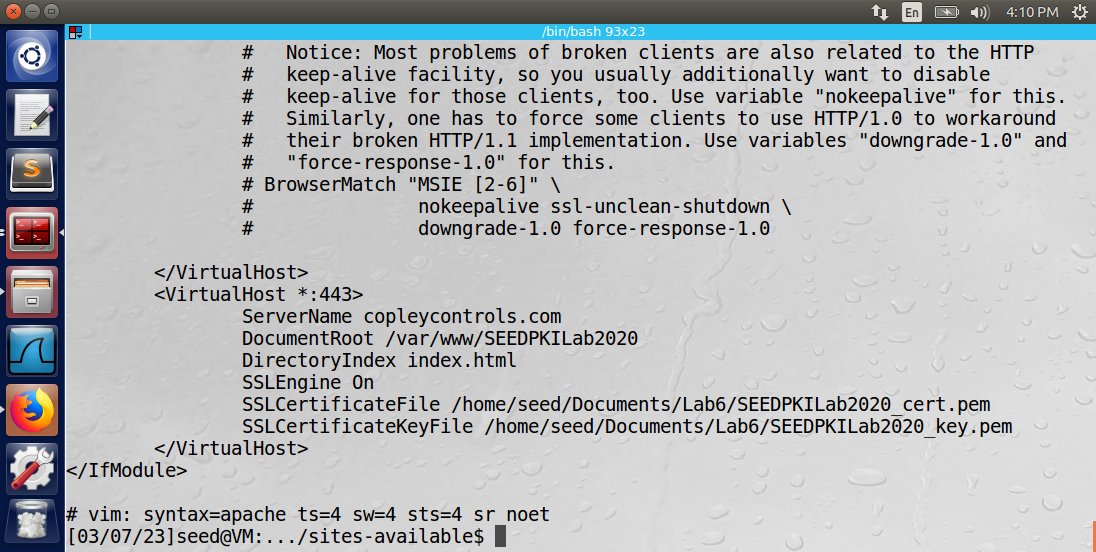 En
4:10 PM
/bin/bash 93x23
#   Notice: Most problems of broken clients are also related to the HTTP
#   keep-alive facility, so you usually additionally want to disable
#   keep-alive for those clients, too. Use variable "nokeepalive" for this.
#   Similarly, one has to force some clients to use HTTP/1.0 to workaround
#   their broken HTTP/1.1 implementation. Use variables "downgrade-1.0" and
#   "force-response-1.0" for this.
# BrowserMatch "MSIE [2-6]" \
#               nokeepalive ssl-unclean-shutdown \
#               downgrade-1.0 force-response-1.0
</VirtualHost>
<VirtualHost *:443>
ServerName copleycontrols.com
DocumentRoot /var/www/SEEDPKILab2020
DirectoryIndex index.html
SSLEngine On
SSLCertificateFile /home/seed/Documents/Lab6/SEEDPKILab2020_cert.pem
SSLCertificateKeyFile /home/seed/Documents/Lab6/SEEDPKILab2020_key.pem
</VirtualHost>
</IfModule>
# vim: syntax=apache ts=4 sw=4 sts=4 sr noet
[03/07/23]seed@VM:.../sites-available$